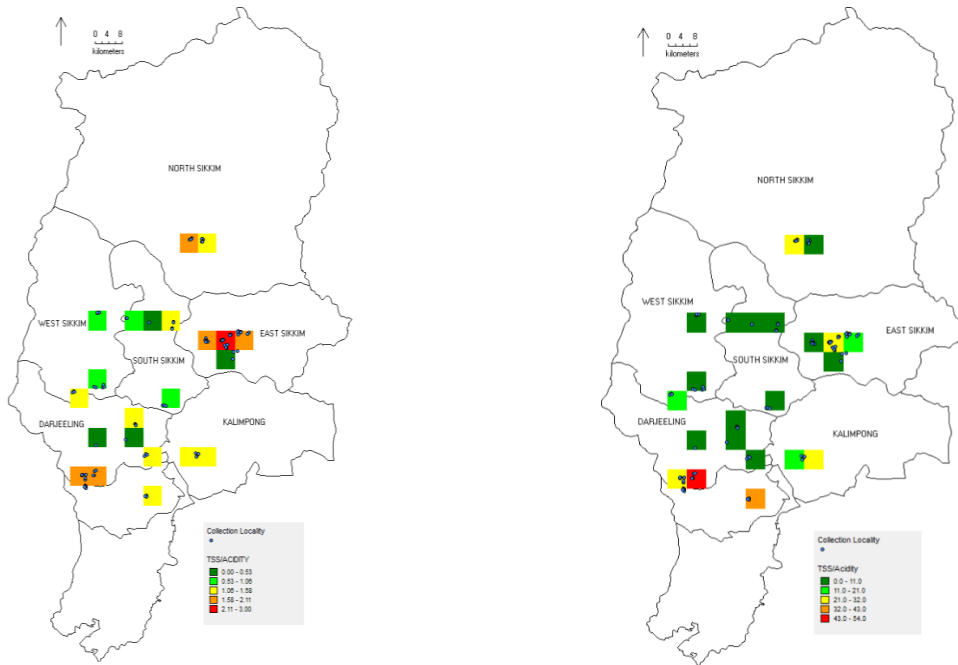 0 4 8
kilometers
NORTH SIKKIM
WEST SIKKIM
EAST SIKKIM
SOUTH SIKKIM
DARJEELING
KALIMPONG
Collection Locality
TSS/ACIDITY
0.00 - 0.53
0.53 - 1.06
1.06 - 1.58
1.58 - 2.11
2.11 - 3.00
0 4 8
kilometers
NORTH SIKKIM
WEST SIKKIM
EAST SIKKIM
SOUTH SIKKIM
DARJEELING
KALIMPONG
Collection Locality
TSS/Acidity
0.0 - 11.0
11.0 - 21.0
21.0 - 32.0
32.0 - 43.0
43.0 - 54.0